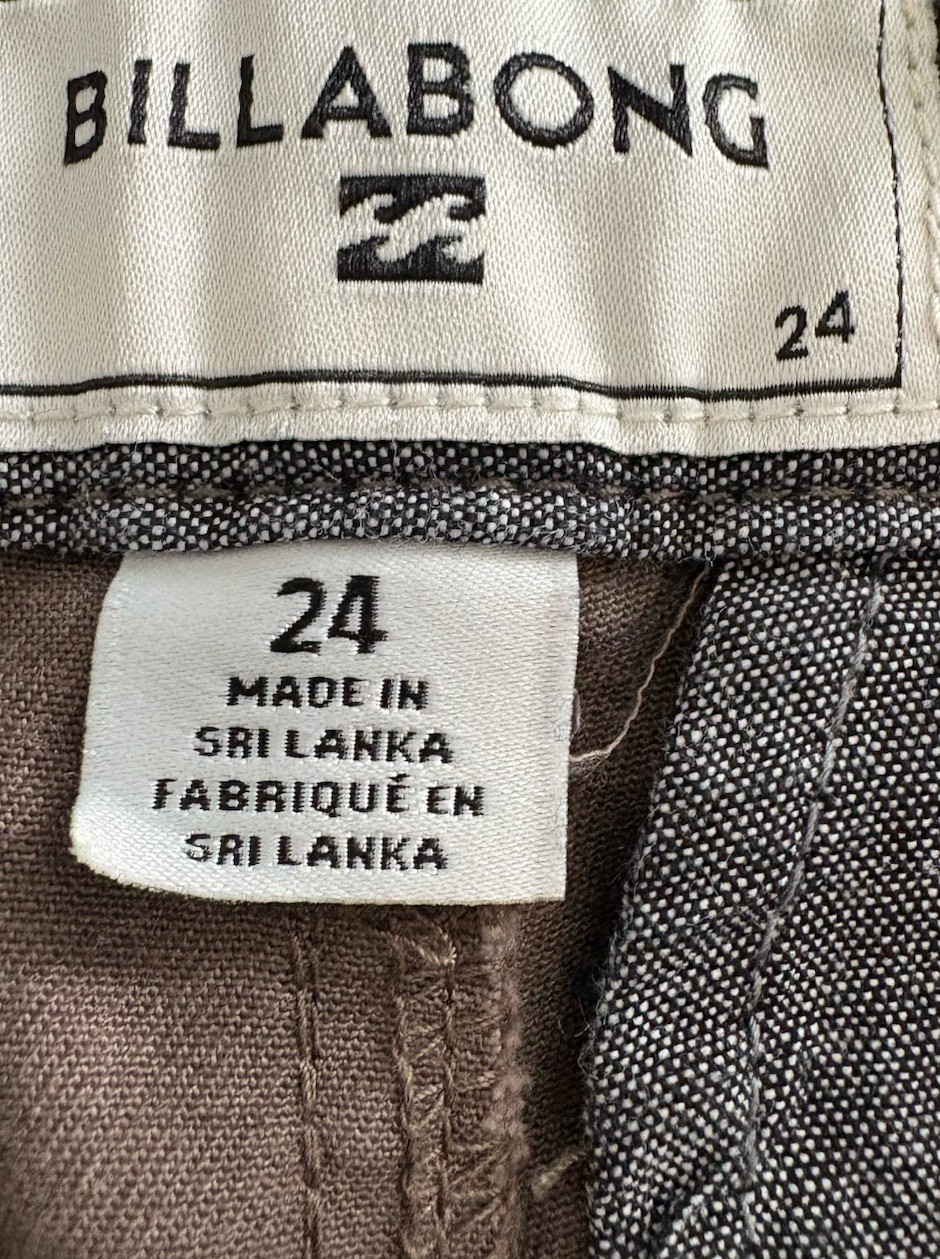 BILLABONG
24
24
MADE IN
SRI LANKA
FABRIQUÉ EN
SRI LANKA